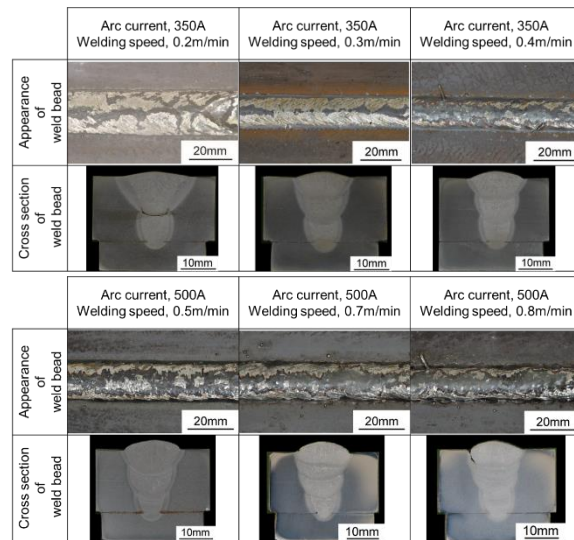 Arc current, 350A
Welding speed, 0.2m/min
Arc current, 350A
Welding speed, 0.3m/min
Arc current, 350A
Welding speed, 0.4m/min
Appearance
of
weld bead
20mm
20mm
20mm
Cross section
of
weld bead
10mm
10mm
10mm
Arc current, 500A
Welding speed, 0.5m/min
Arc current, 500A
Welding speed, 0.7m/min
Arc current, 500A
Welding speed, 0.8m/min
Appearance
of
weld bead
20mm
20mm
20mm
Cross section
of
weld bead
10mm
10mm
10mm